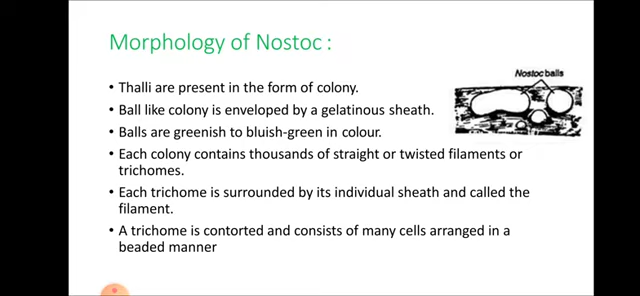 Morphology of Nostoc :
Nostoc balls
• Thalli are present in the form of colony.
• Ball like colony is enveloped by a gelatinous sheath.
• Balls are greenish to bluish-green in colour.
• Each colony contains thousands of straight or twisted filaments or
trichomes.
• Each trichome is surrounded by its individual sheath and called the
filament.
• A trichome is contorted and consists of many cells arranged in a
beaded manner